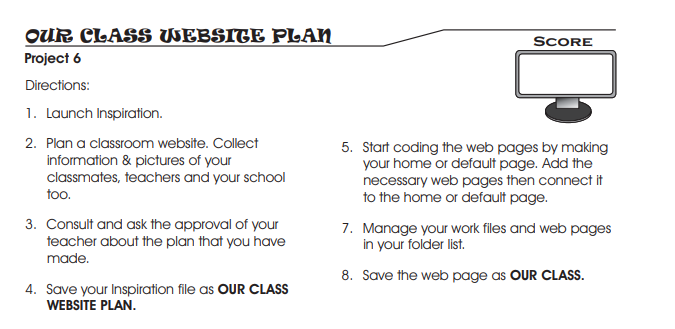 OUR CLASS WEBSITE PLAN
SCORE
Project 6
Directions:
1. Launch Inspiration.
2. Plan a classroom website. Collect
information & pictures of your
classmates, teachers and your school
too.
3. Consult and ask the approval of your
teacher about the plan that you have
made.
4. Save your Inspiration file as OUR CLASS
WEBSITE PLAN.
5. Start coding the web pages by making
your home or default page. Add the
necessary web pages then connect it
to the home or default page.
7. Manage your work files and web pages
in your folder list.
8. Save the web page as OUR CLASS.